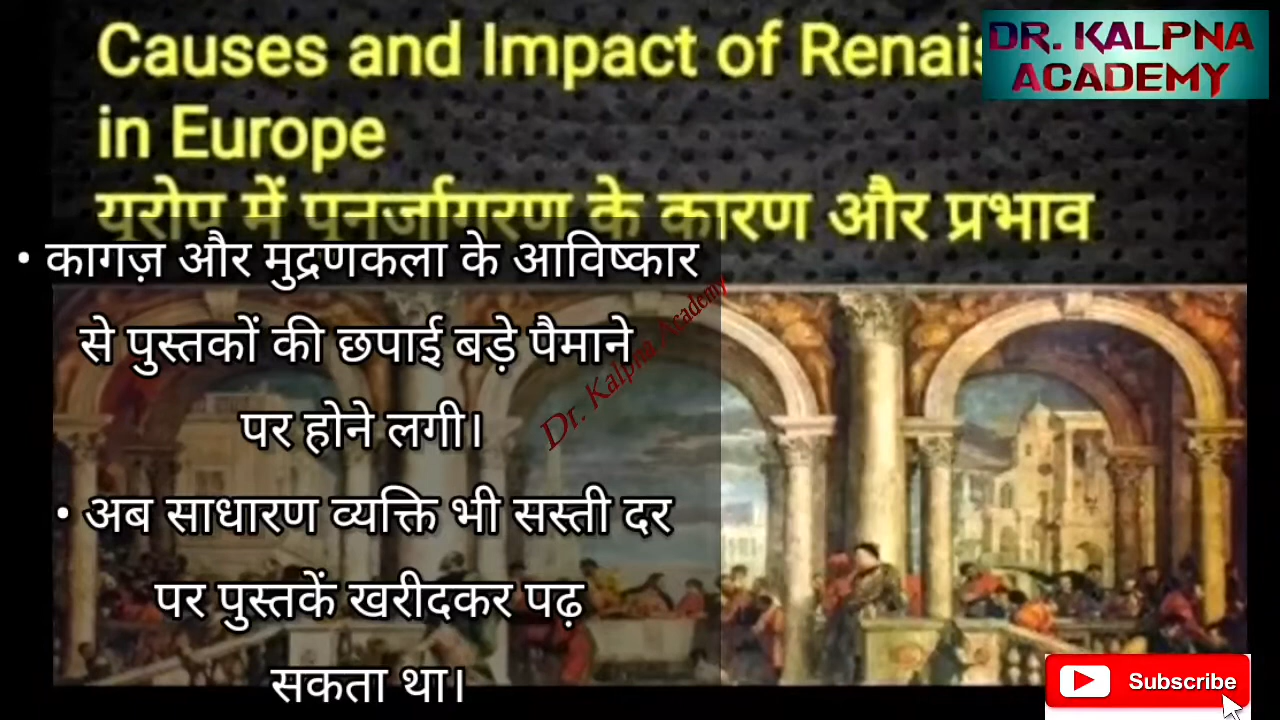 Causes and Impact of Renais
DR. KALPNA
ACADEMY
in Europe
यूरोप में पुनर्जागरण के कारण और प्रभाव
• कागज़ और मुद्रणकला के आविष्कार
से पुस्तकों की छपाई बड़े पैमाने
पर होने लगी।
• अब साधारण व्यक्ति भी सस्ती दर
पर पुस्तकें खरीदकर पढ़
सकता था।
Dr. Kalpna Academy
Subscribe